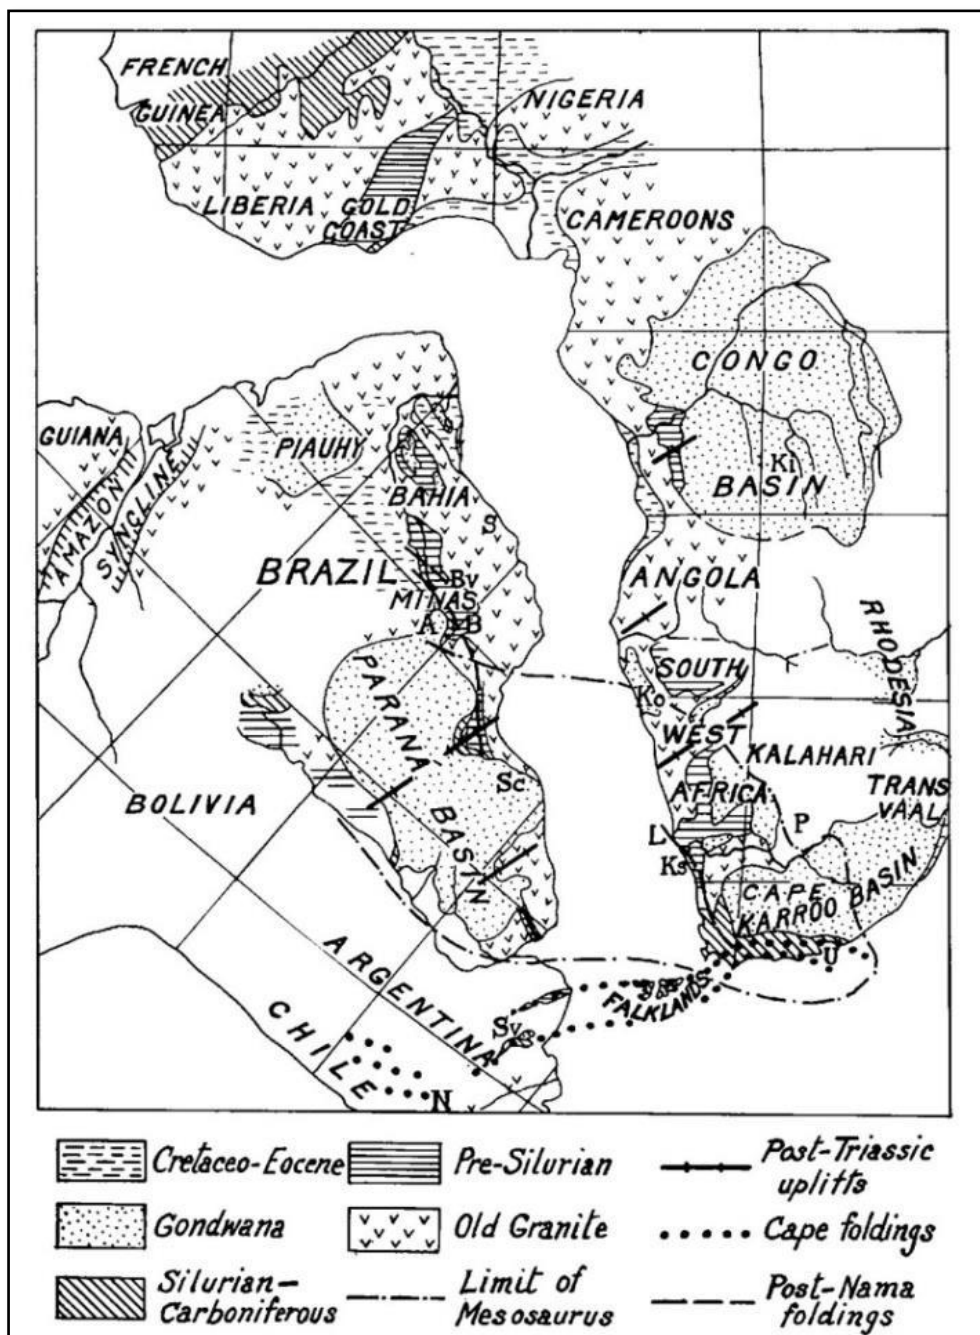 FRENCH
GUINEA
NIGERIA
LIBERIA
GOLD
COAST
CAMEROONS
CONGO
GUIANA
PIAUHY
AMAZON
SYNCLINE
BAHIA
Ki
BASIN
S
BRAZIL
Bv
MINAS
ANGOLA
A
B
RHODESIA
SOUTH
Ko
PARANA
BASIN
WEST
KALAHARI
Sc
AFRICA
TRANS
VAAL
BOLIVIA
L
P
Ks
CAPE
KARROO BASIN
U
ARGENTINA
FALKLANDS
Sv
CHILE
N
Cretaceo-Eocene
Pre-Silurian
Post-Triassic
uplitts
Gondwana
Old Granite
Cape foldings
Silurian-
Carboniferous
Limit of
Mesosaurus
Post-Nama
foldings